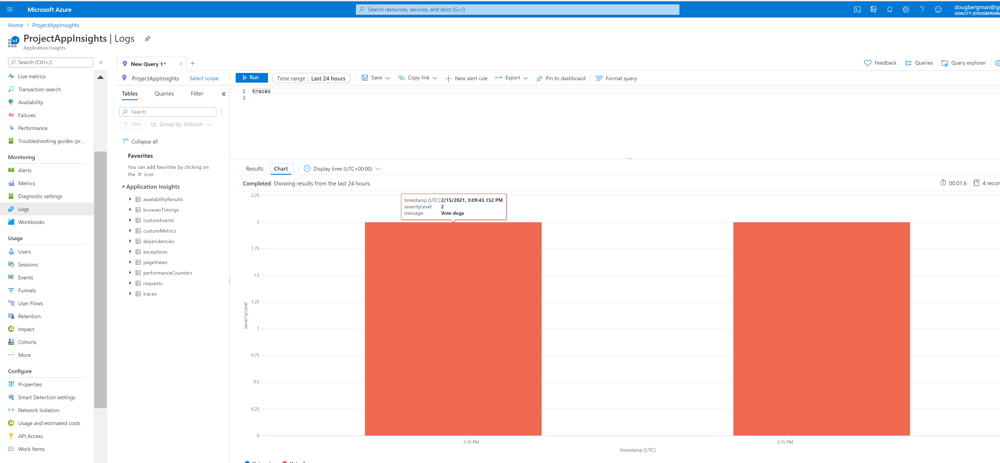 Microsoft Azure
Search resources, services, and docs (G+/)
dougbergman@g
UDACITY (DOUGBERGMA
Home > ProjectAppInsights
ProjectAppInsights | Logs
Application Insights
Search (Ctrl+/)
Live metrics
Transaction search
Availability
Failures
Performance
Troubleshooting guides (pr...
Monitoring
Alerts
Metrics
Diagnostic settings
Logs
Workbooks
Usage
Users
Sessions
Events
Funnels
User Flows
Retention
Impact
Cohorts
More
Configure
Properties
Smart Detection settings
Network Isolation
Usage and estimated costs
API Access
Work Items
New Query 1*
Feedback
Queries
Query explorer
ProjectAppInsights
Select scope
Run
Time range : Last 24 hours
Save
Copy link
New alert rule
Export
Pin to dashboard
Format query
Tables
Queries
Filter
Search
Filter
Group by: Solution
Collapse all
Favorites
You can add favorites by clicking on
the ☆ icon
Application Insights
availabilityResults
browserTimings
customEvents
customMetrics
dependencies
exceptions
pageViews
performanceCounters
requests
traces
1 traces
2
Results
Chart
Display time (UTC+00:00)
Completed. Showing results from the last 24 hours.
00:01.6
4 recor
timestamp [UTC]:2/15/2021, 3:09:43.152 PM
severityLevel: 2
message: Vote dogs
2.25
2
1.75
1.5
1.25
1
0.75
0.5
0.25
0
severityLevel
3:10 PM
3:15 PM
timestamp [UTC]